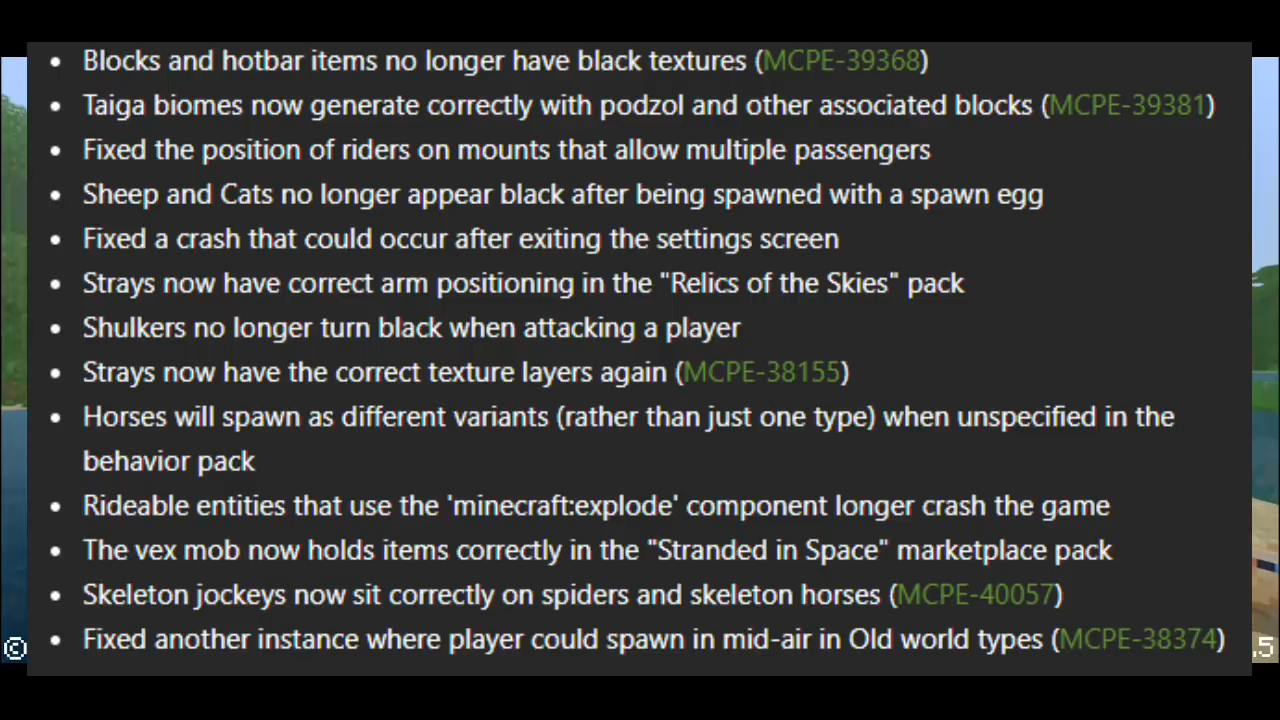 • Blocks and hotbar items no longer have black textures (MCPE-39368)
• Taiga biomes now generate correctly with podzol and other associated blocks (MCPE-39381)
• Fixed the position of riders on mounts that allow multiple passengers
• Sheep and Cats no longer appear black after being spawned with a spawn egg
• Fixed a crash that could occur after exiting the settings screen
• Strays now have correct arm positioning in the "Relics of the Skies" pack
• Shulkers no longer turn black when attacking a player
• Strays now have the correct texture layers again (MCPE-38155)
• Horses will spawn as different variants (rather than just one type) when unspecified in the
behavior pack
• Rideable entities that use the 'minecraft:explode' component longer crash the game
• The vex mob now holds items correctly in the "Stranded in Space" marketplace pack
• Skeleton jockeys now sit correctly on spiders and skeleton horses (MCPE-40057)
• Fixed another instance where player could spawn in mid-air in Old world types (MCPE-38374)
© .5